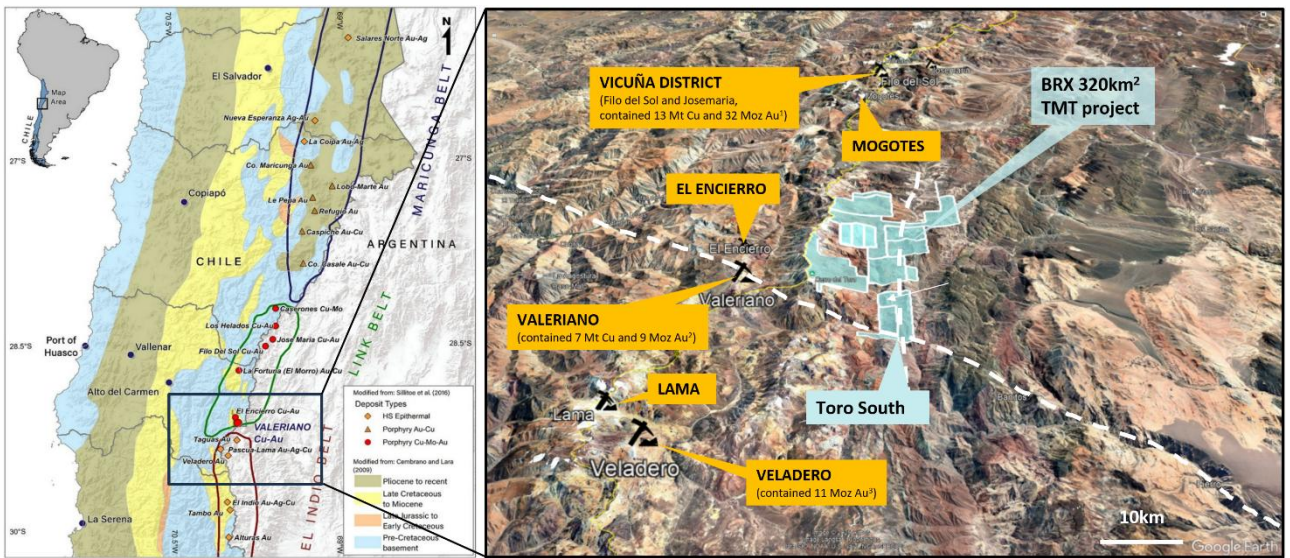 70.5°W
69°W
N
Salares Norte Au-Ag
Map
Area
CHILE
El Salvador
Nueva Esperanza Ag-Au
La Coipa Au-Ag
27°S
27°S
Co. Maricunga Au
MARICUNGA BELT
Copiapó
Lobo-Marte Au
Le Pepa Au
Refugio Au
Caspiche Au-Cu
ARGENTINA
CHILE
Co. Casale Au-Cu
Caserones Cu-Mo
Los Helados Cu-Au
Port of
Huasco
Vallenar
Jose Maria Cu-Au
28.5°S
Filo Del Sol Cu-Au
LINK BELT
La Fortuna (El Morro) Au-Cu
Alto del Carmen
El Encierro Cu-Au
VALERIANO
Cu-Au
Taguas Au
Pascua-Lama Au-Ag-Cu
Veladero Au
El Indio Au-Ag-Cu
Tambo Au
La Serena
EL INDIO BELT
30°S
Alturas Au
70.5°W
69°W
Modified from: Sillitoe et al. (2016)
Deposit Types
HS Epithermal
Porphyry Au-Cu
Porphyry Cu-Mo-Au
Modified from: Cembrano and Lara
(2009)
Pliocene to recent
Late Cretaceous
to Miocene
Late Jurassic to
Early Cretaceous
Pre-Cretaceous
basement
VICUÑA DISTRICT
(Filo del Sol and Josemaria,
contained 13 Mt Cu and 32 Moz Au¹)
Filo del Sol
Josemaria
Mogotes
BRX 320km²
TMT project
MOGOTES
EL ENCIERRO
El Encierro
Valeriano
VALERIANO
(contained 7 Mt Cu and 9 Moz Au²)
LAMA
Lama
Toro South
Veladero
VELADERO
(contained 11 Moz Au³)
10km
Google Earth